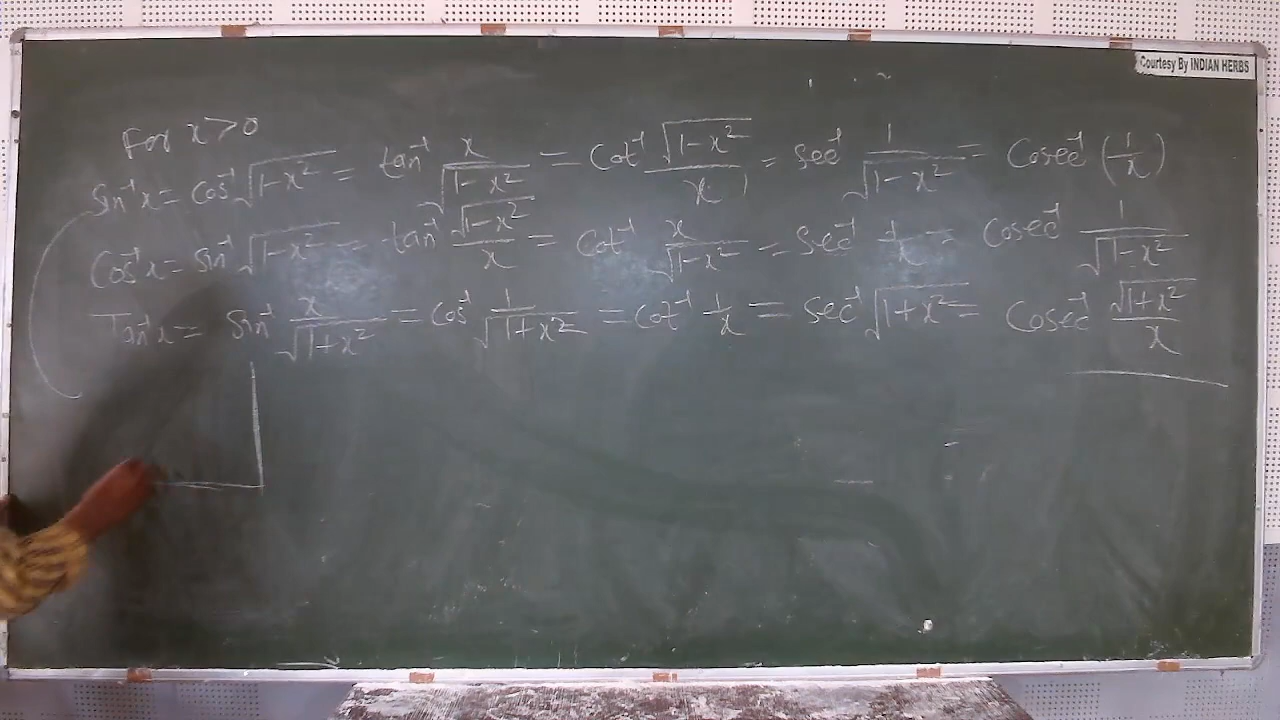 Courtesy By INDIAN HERBS
For x>0
sin⁻¹x = cos⁻¹√(1-x²) = tan⁻¹ x/√(1-x²) = cot⁻¹ √(1-x²)/x = sec⁻¹ 1/√(1-x²) = cosec⁻¹(1/x)
cos⁻¹x = sin⁻¹√(1-x²) = tan⁻¹ √(1-x²)/x = cot⁻¹ x/√(1-x²) = sec⁻¹ 1/x = cosec⁻¹ 1/√(1-x²)
Tan⁻¹x = sin⁻¹ x/√(1+x²) = cos⁻¹ 1/√(1+x²) = cot⁻¹ 1/x = sec⁻¹√(1+x²) = cosec⁻¹ √(1+x²)/x